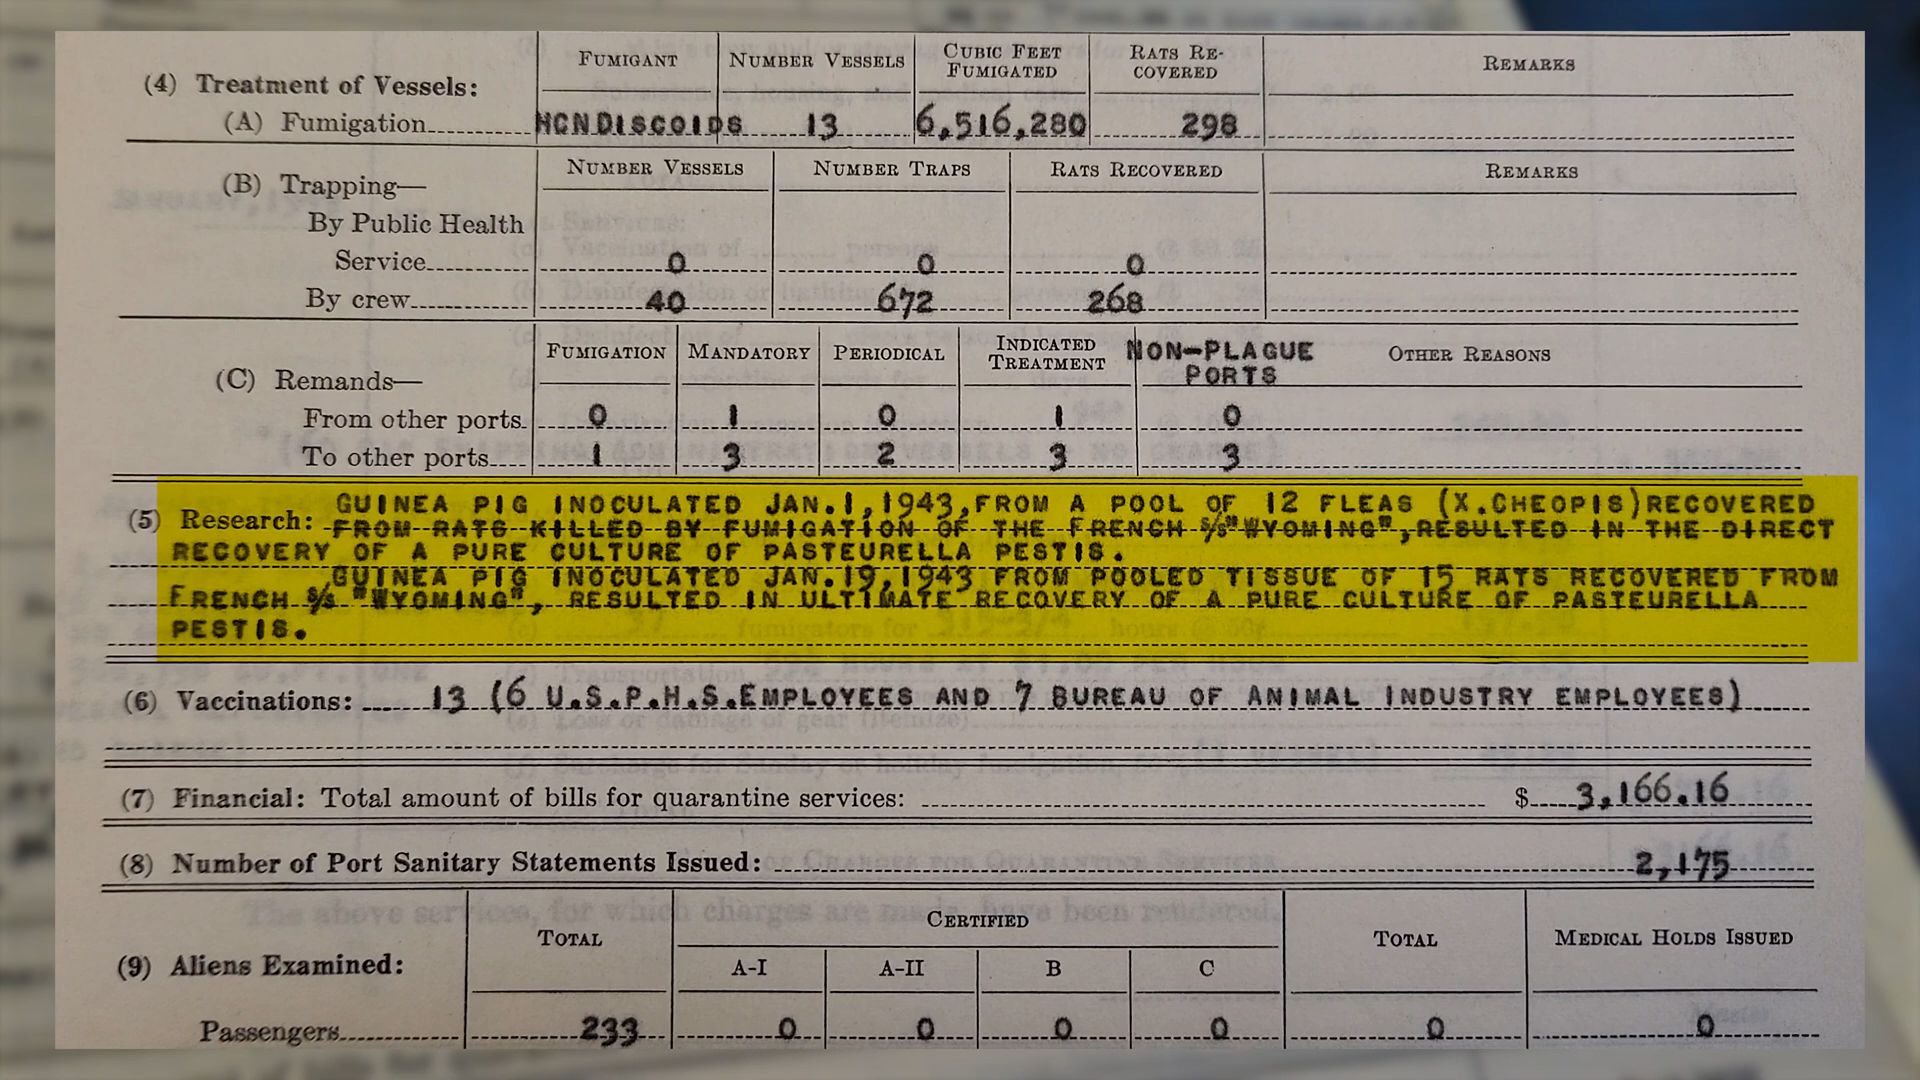 (4) Treatment of Vessels: FUMIGANT NUMBER VESSELS CUBIC FEET FUMIGATED RATS RE-COVERED REMARKS
(A) Fumigation HCN DISCOIDS 13 6,516,280 298
(B) Trapping— NUMBER VESSELS NUMBER TRAPS RATS RECOVERED REMARKS
By Public Health
Service 0 0 0
By crew 40 672 268
(C) Remands— FUMIGATION MANDATORY PERIODICAL INDICATED TREATMENT NON-PLAGUE PORTS OTHER REASONS
From other ports 0 1 0 1 0
To other ports 1 3 2 3 3
(5) Research: GUINEA PIG INOCULATED JAN.1,1943,FROM A POOL OF 12 FLEAS (X.CHEOPIS)RECOVERED
FROM RATS KILLED BY FUMIGATION OF THE FRENCH S/S"WYOMING",RESULTED IN THE DIRECT
RECOVERY OF A PURE CULTURE OF PASTEURELLA PESTIS.
GUINEA PIG INOCULATED JAN.19,1943 FROM POOLED TISSUE OF 15 RATS RECOVERED FROM
FRENCH S/S "WYOMING", RESULTED IN ULTIMATE RECOVERY OF A PURE CULTURE OF PASTEURELLA
PESTIS.
(6) Vaccinations: 13 (6 U.S.P.H.S.EMPLOYEES AND 7 BUREAU OF ANIMAL INDUSTRY EMPLOYEES)
(7) Financial: Total amount of bills for quarantine services: $ 3,166.16
(8) Number of Port Sanitary Statements Issued: 2,175
(9) Aliens Examined: TOTAL CERTIFIED TOTAL MEDICAL HOLDS ISSUED
A-I A-II B C
Passengers 233 0 0 0 0 0 0